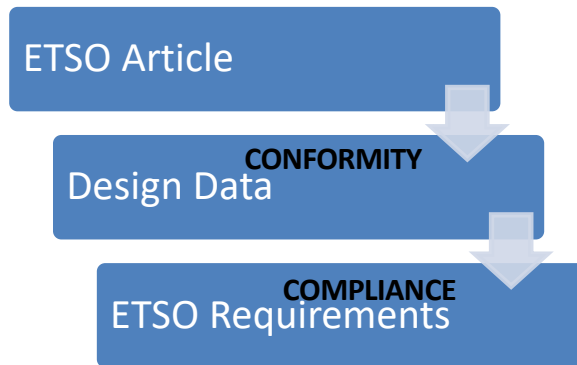 ETSO Article
CONFORMITY
Design Data
COMPLIANCE
ETSO Requirements